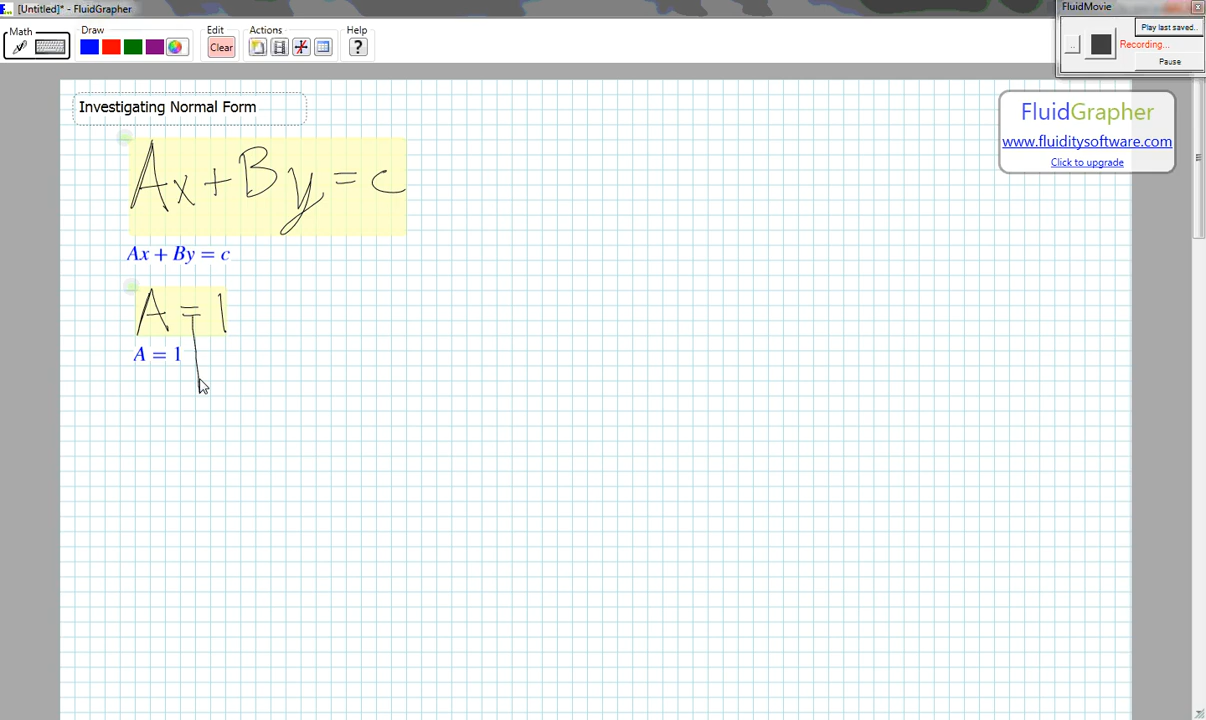 [Untitled]* - FluidGrapher
FluidMovie
Math
Draw
Edit
Actions
Help
Clear
?
Play last saved..
..
Recording...
Pause
Investigating Normal Form
FluidGrapher
www.fluiditysoftware.com
Click to upgrade
Ax+By=c
Ax + By = c
A=1
A = 1